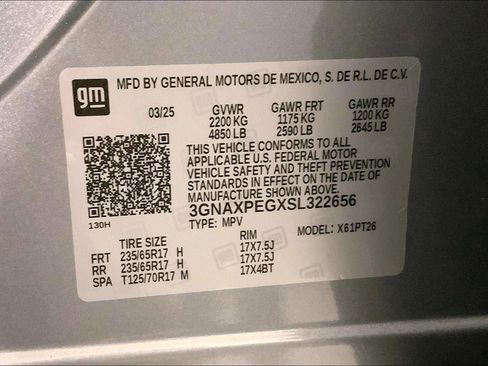 gm
MFD BY GENERAL MOTORS DE MEXICO, S. DE R.L. DE C.V.
03/25 GVWR GAWR FRT GAWR RR
2200 KG 1175 KG 1200 KG
4850 LB 2590 LB 2645 LB
THIS VEHICLE CONFORMS TO ALL
APPLICABLE U.S. FEDERAL MOTOR
VEHICLE SAFETY AND THEFT PREVENTION
STANDARDS IN EFFECT ON THE DATE OF
MANUFACTURE SHOWN ABOVE.
3GNAXPEGXSL322656
130H
TYPE: MPV MODEL: X61PT26
TIRE SIZE RIM
FRT 235/65R17 H 17X7.5J
RR 235/65R17 H 17X7.5J
SPA T125/70R17 M 17X4BT